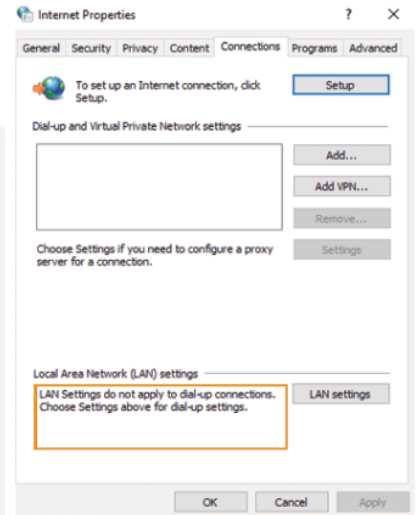 Internet Properties ? X
General Security Privacy Content Connections Programs Advanced
To set up an Internet connection, click
Setup.
Setup
Dial-up and Virtual Private Network settings
Add...
Add VPN...
Remove...
Choose Settings if you need to configure a proxy
server for a connection.
Settings
Local Area Network (LAN) settings
LAN Settings do not apply to dial-up connections.
Choose Settings above for dial-up settings.
LAN settings
OK Cancel Apply